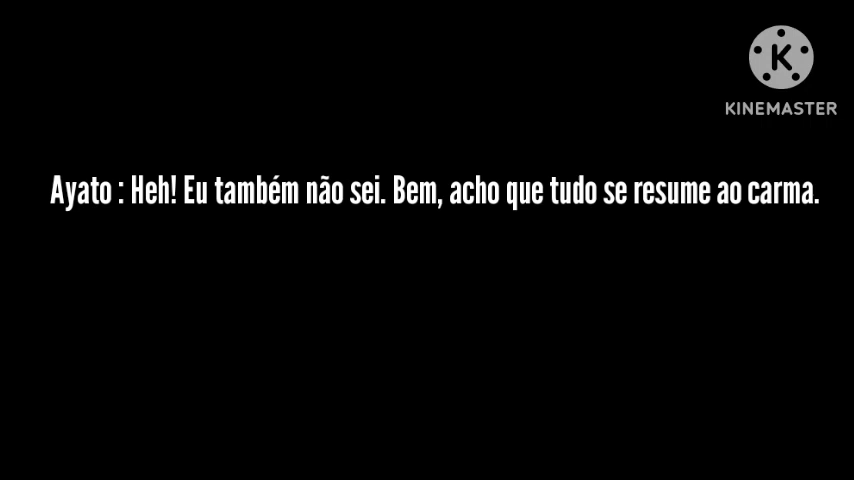 KINEMASTER
Ayato : Heh! Eu também não sei. Bem, acho que tudo se resume ao carma.